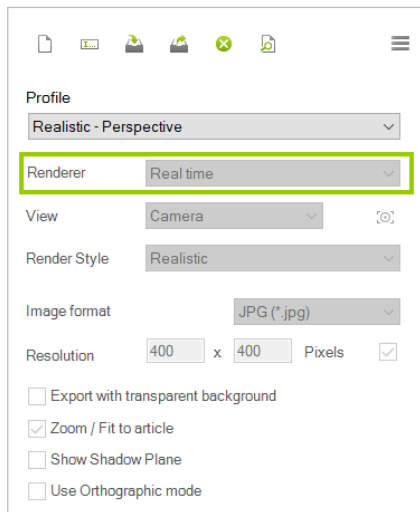 I...
Profile
Realistic - Perspective
Renderer Real time
View Camera
Render Style Realistic
Image format JPG (*.jpg)
Resolution 400 x 400 Pixels
Export with transparent background
Zoom / Fit to article
Show Shadow Plane
Use Orthographic mode